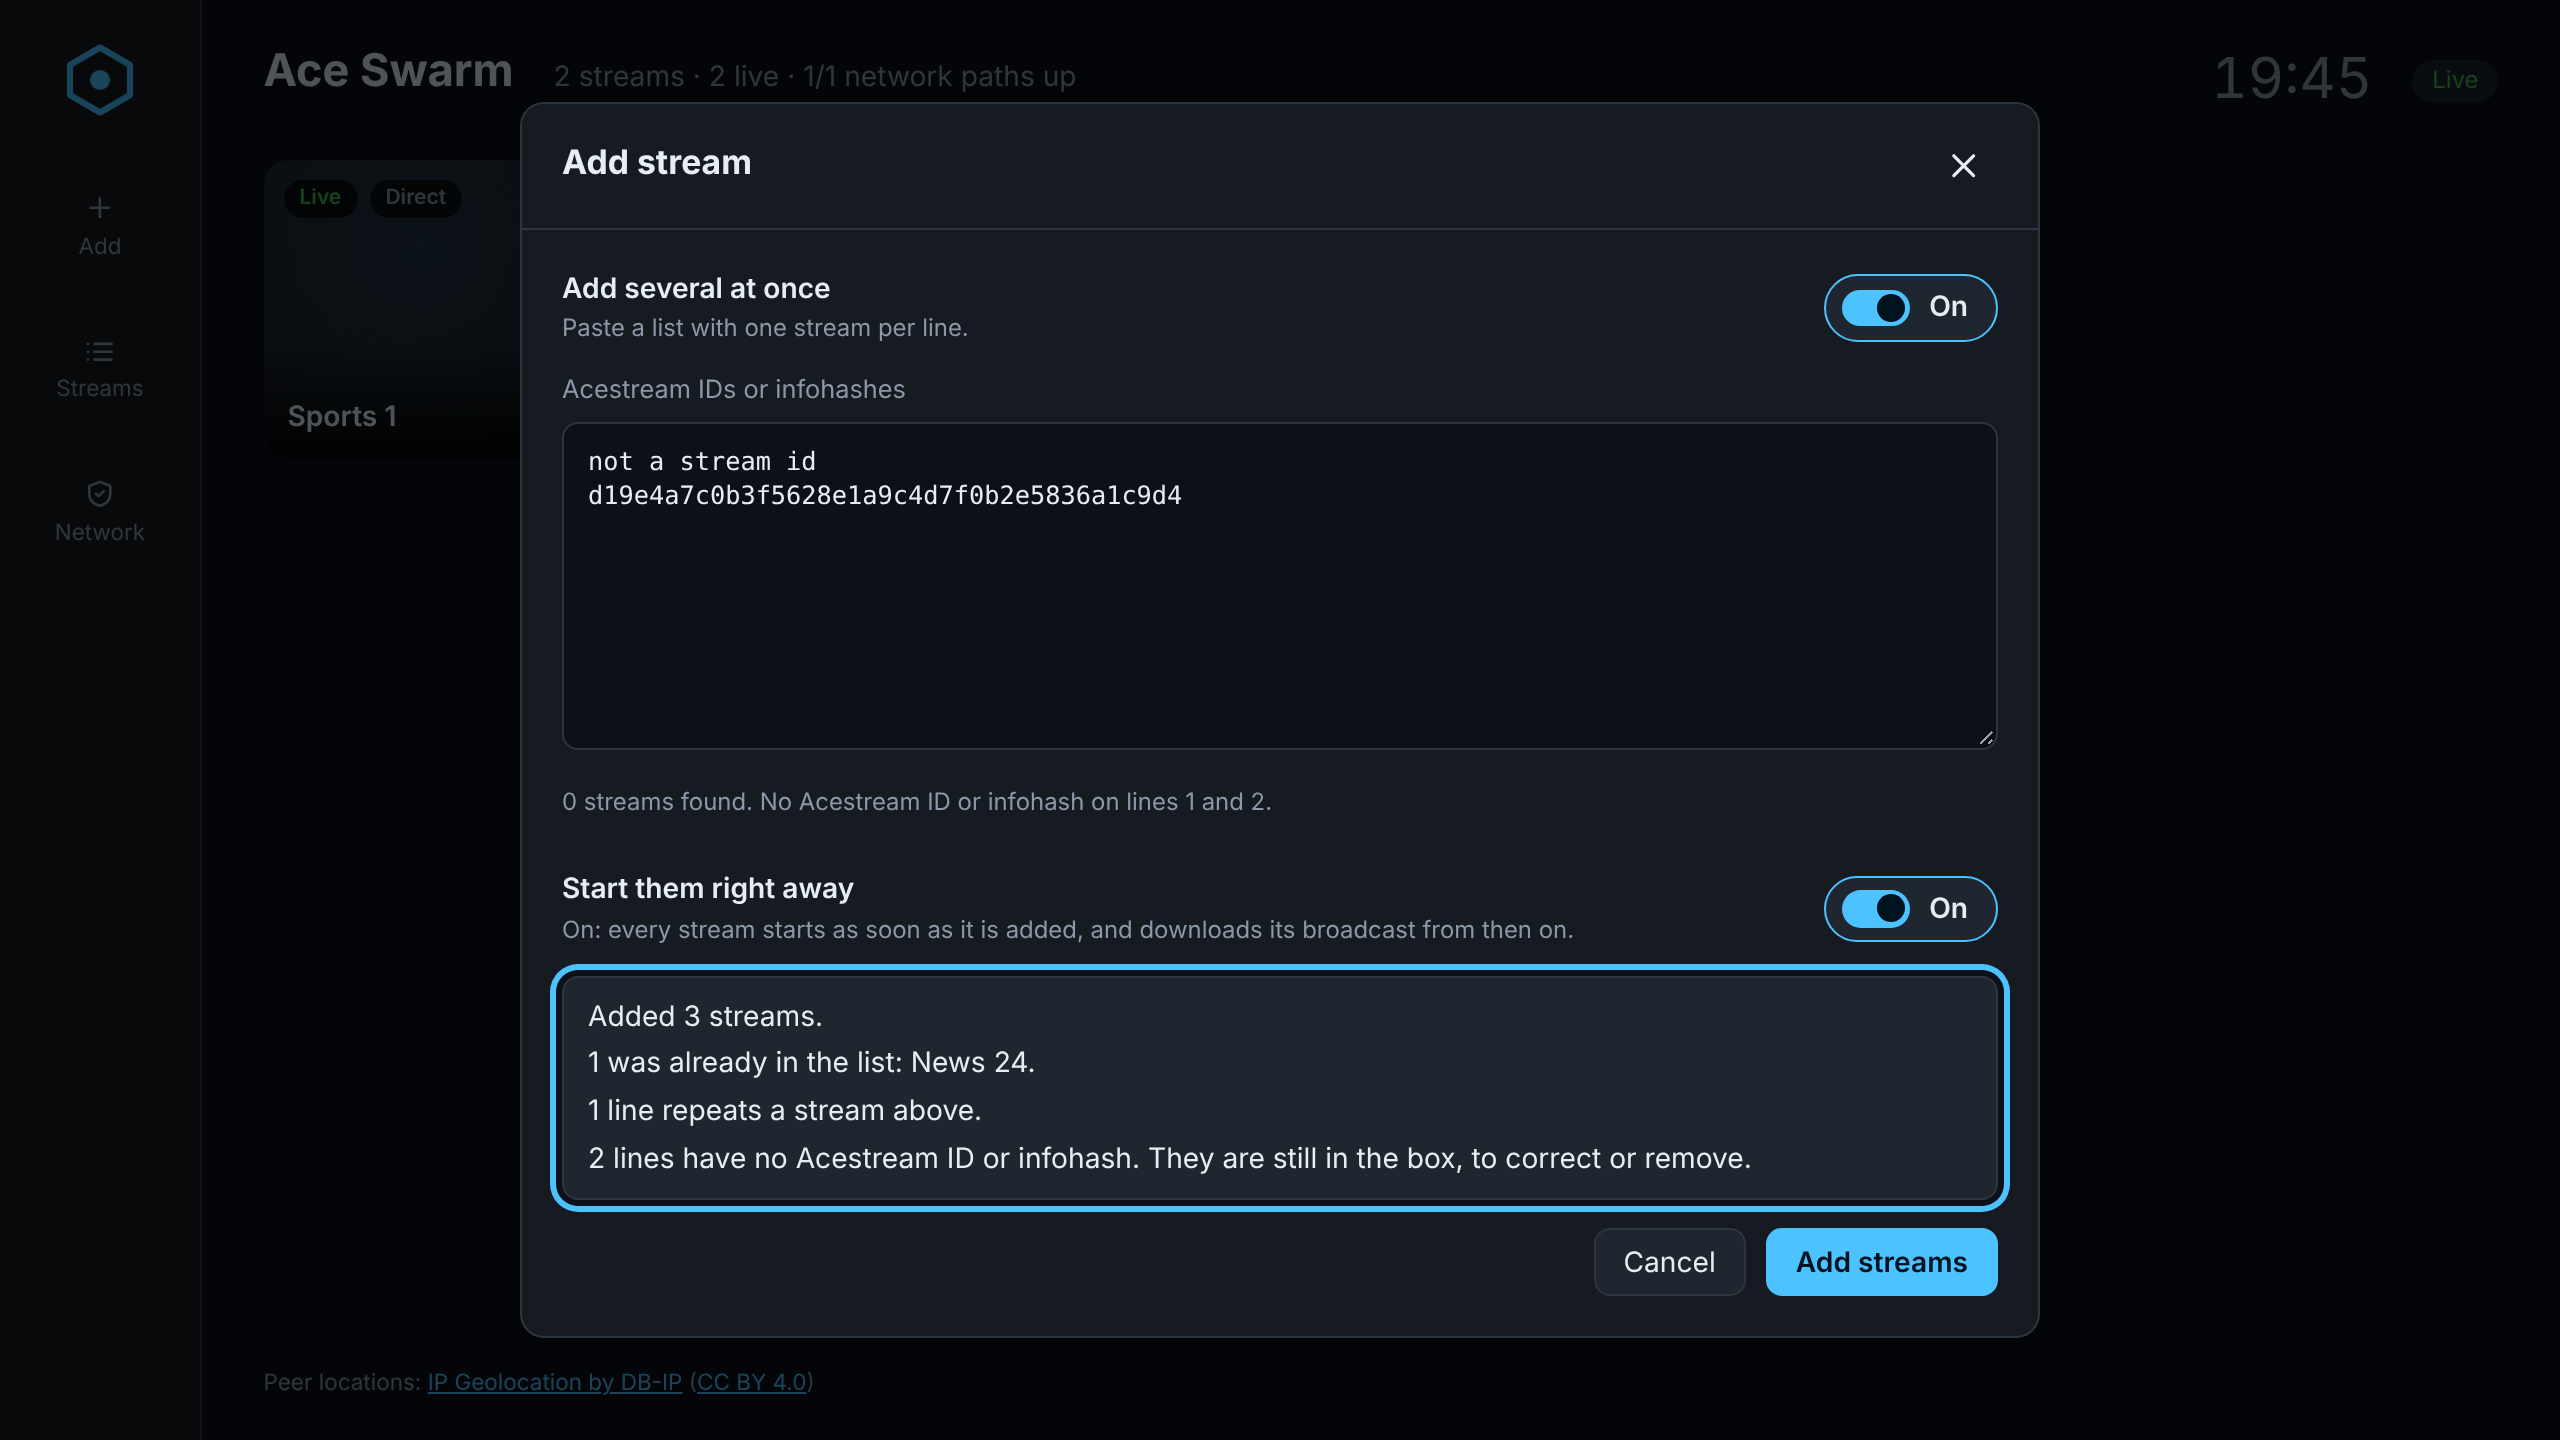 Ace Swarm
2 streams · 2 live · 1/1 network paths up
19:45
Live
Add
Streams
Network
Live
Direct
Sports 1
Add stream
Add several at once
Paste a list with one stream per line.
On
Acestream IDs or infohashes
not a stream id
d19e4a7c0b3f5628e1a9c4d7f0b2e5836a1c9d4
0 streams found. No Acestream ID or infohash on lines 1 and 2.
Start them right away
On: every stream starts as soon as it is added, and downloads its broadcast from then on.
On
Added 3 streams.
1 was already in the list: News 24.
1 line repeats a stream above.
2 lines have no Acestream ID or infohash. They are still in the box, to correct or remove.
Cancel
Add streams
Peer locations: IP Geolocation by DB-IP (CC BY 4.0)